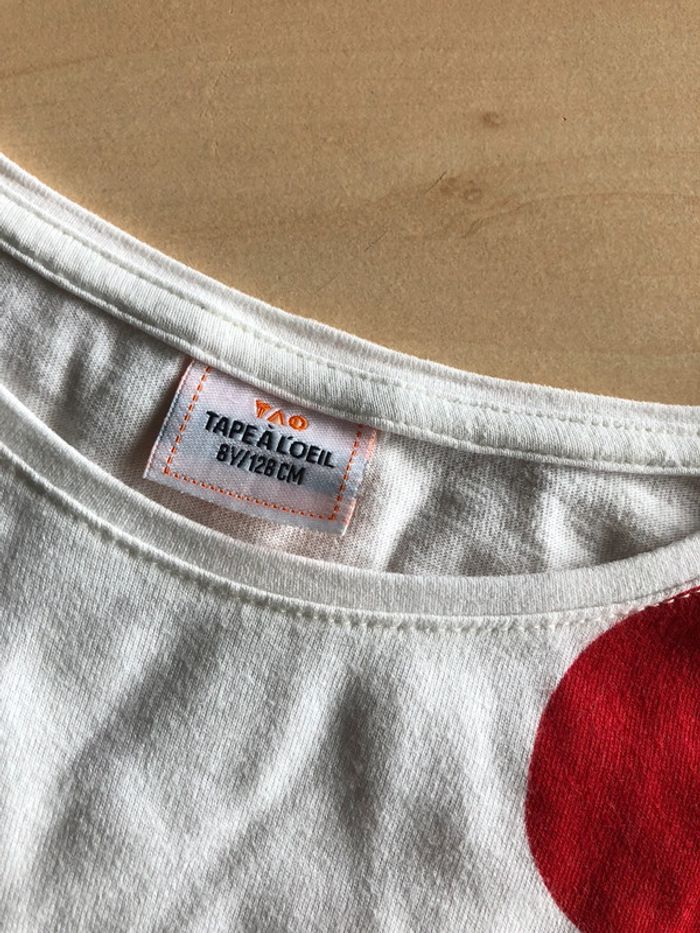 TAO
TAPE À L'OEIL
8Y/128 CM